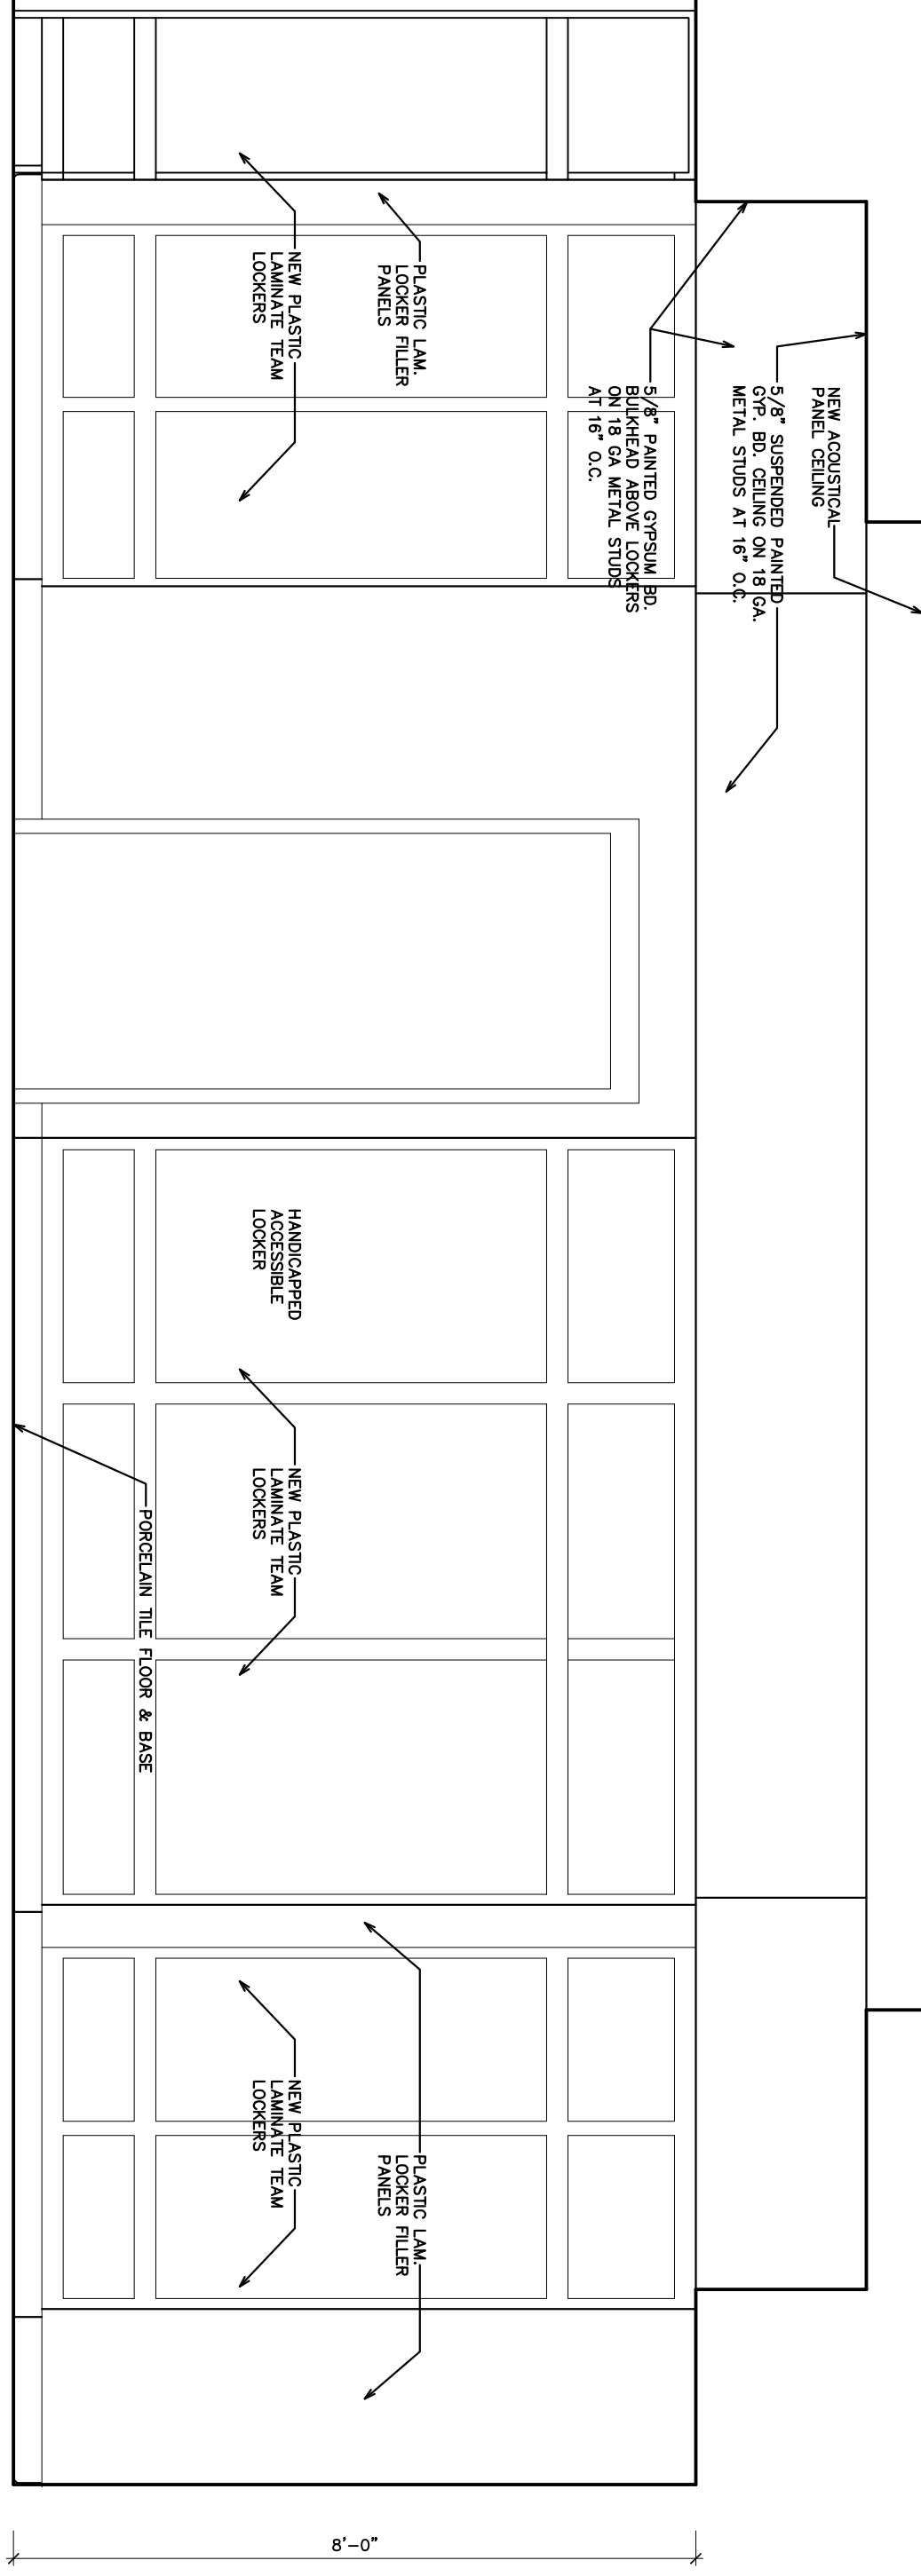 NEW ACOUSTICAL
PANEL CEILING
5/8" SUSPENDED PAINTED
GYP. BD. CEILING ON 18 GA.
METAL STUDS AT 16" O.C.
5/8" PAINTED GYPSUM BD.
BULKHEAD ABOVE LOCKERS
ON 18 GA METAL STUDS
AT 16" O.C.
PLASTIC LAM.
LOCKER FILLER
PANELS
NEW PLASTIC
LAMINATE TEAM
LOCKERS
HANDICAPPED
ACCESSIBLE
LOCKER
NEW PLASTIC
LAMINATE TEAM
LOCKERS
PORCELAIN TILE FLOOR & BASE
PLASTIC LAM.
LOCKER FILLER
PANELS
NEW PLASTIC
LAMINATE TEAM
LOCKERS
8'-0"